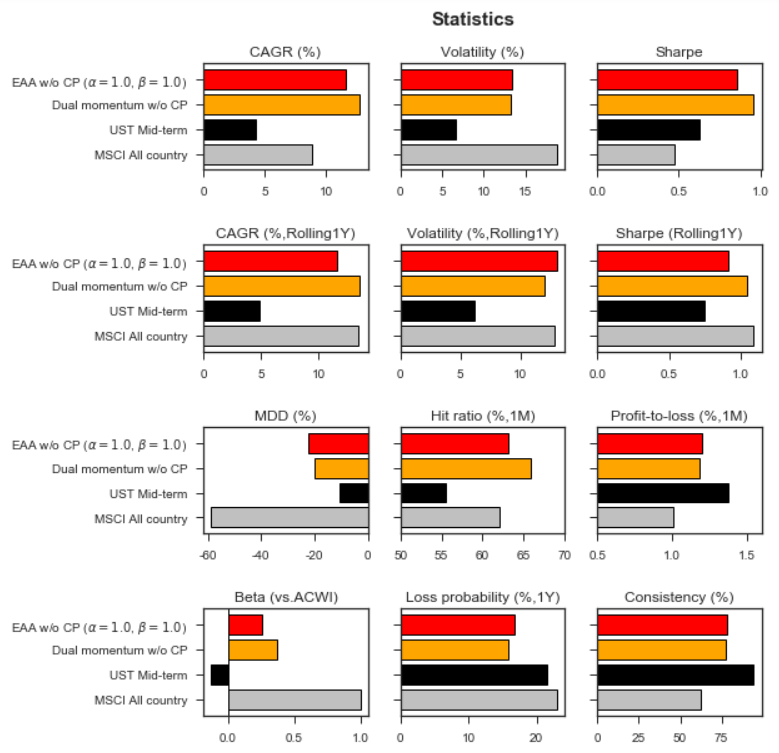 Statistics
CAGR (%)
Volatility (%)
Sharpe
EAA w/o CP (α = 1.0, β = 1.0)
Dual momentum w/o CP
UST Mid-term
MSCI All country
0 5 10
0 5 10 15
0.0 0.5 1.0
CAGR (%,Rolling1Y)
Volatility (%,Rolling1Y)
Sharpe (Rolling1Y)
EAA w/o CP (α = 1.0, β = 1.0)
Dual momentum w/o CP
UST Mid-term
MSCI All country
0 5 10
0 5 10
0.0 0.5 1.0
MDD (%)
Hit ratio (%,1M)
Profit-to-loss (%,1M)
EAA w/o CP (α = 1.0, β = 1.0)
Dual momentum w/o CP
UST Mid-term
MSCI All country
-60 -40 -20 0
50 55 60 65 70
0.5 1.0 1.5
Beta (vs.ACWI)
Loss probability (%,1Y)
Consistency (%)
EAA w/o CP (α = 1.0, β = 1.0)
Dual momentum w/o CP
UST Mid-term
MSCI All country
0.0 0.5 1.0
0 10 20
0 25 50 75